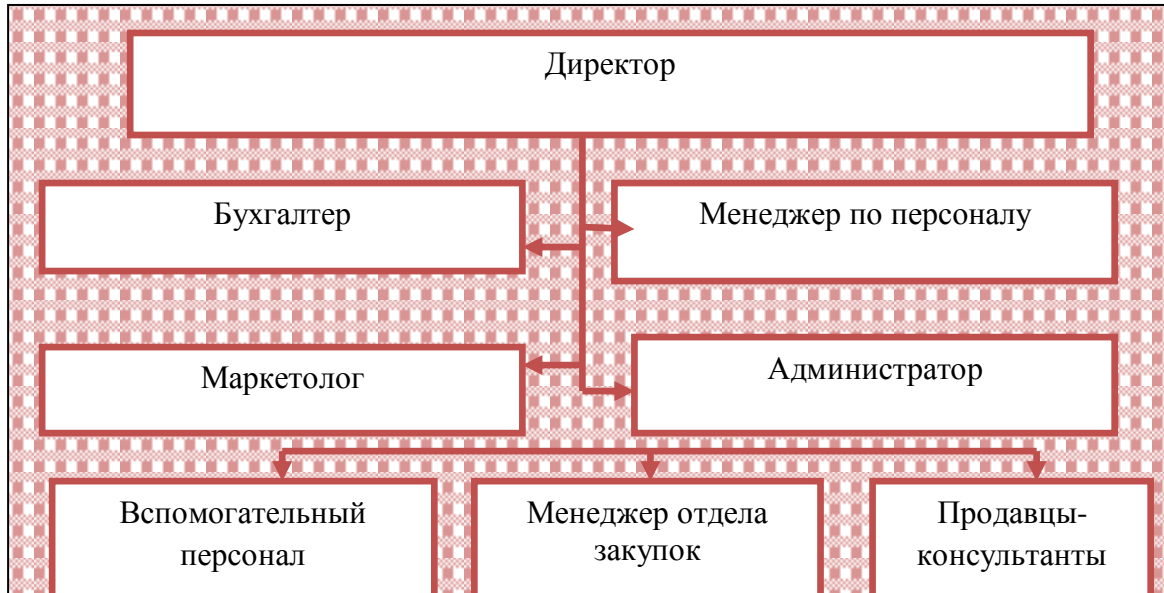 Директор
Бухгалтер
Менеджер по персоналу
Маркетолог
Администратор
Вспомогательный
персонал
Менеджер отдела
закупок
Продавцы-
консультанты